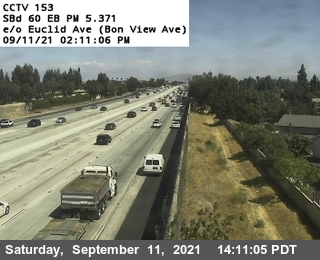 CCTV 153
SBd 60 EB PM 5.371
e/o Euclid Ave (Bon View Ave)
09/11/21 02:11:06 PM
Saturday, September 11, 2021 14:11:05 PDT